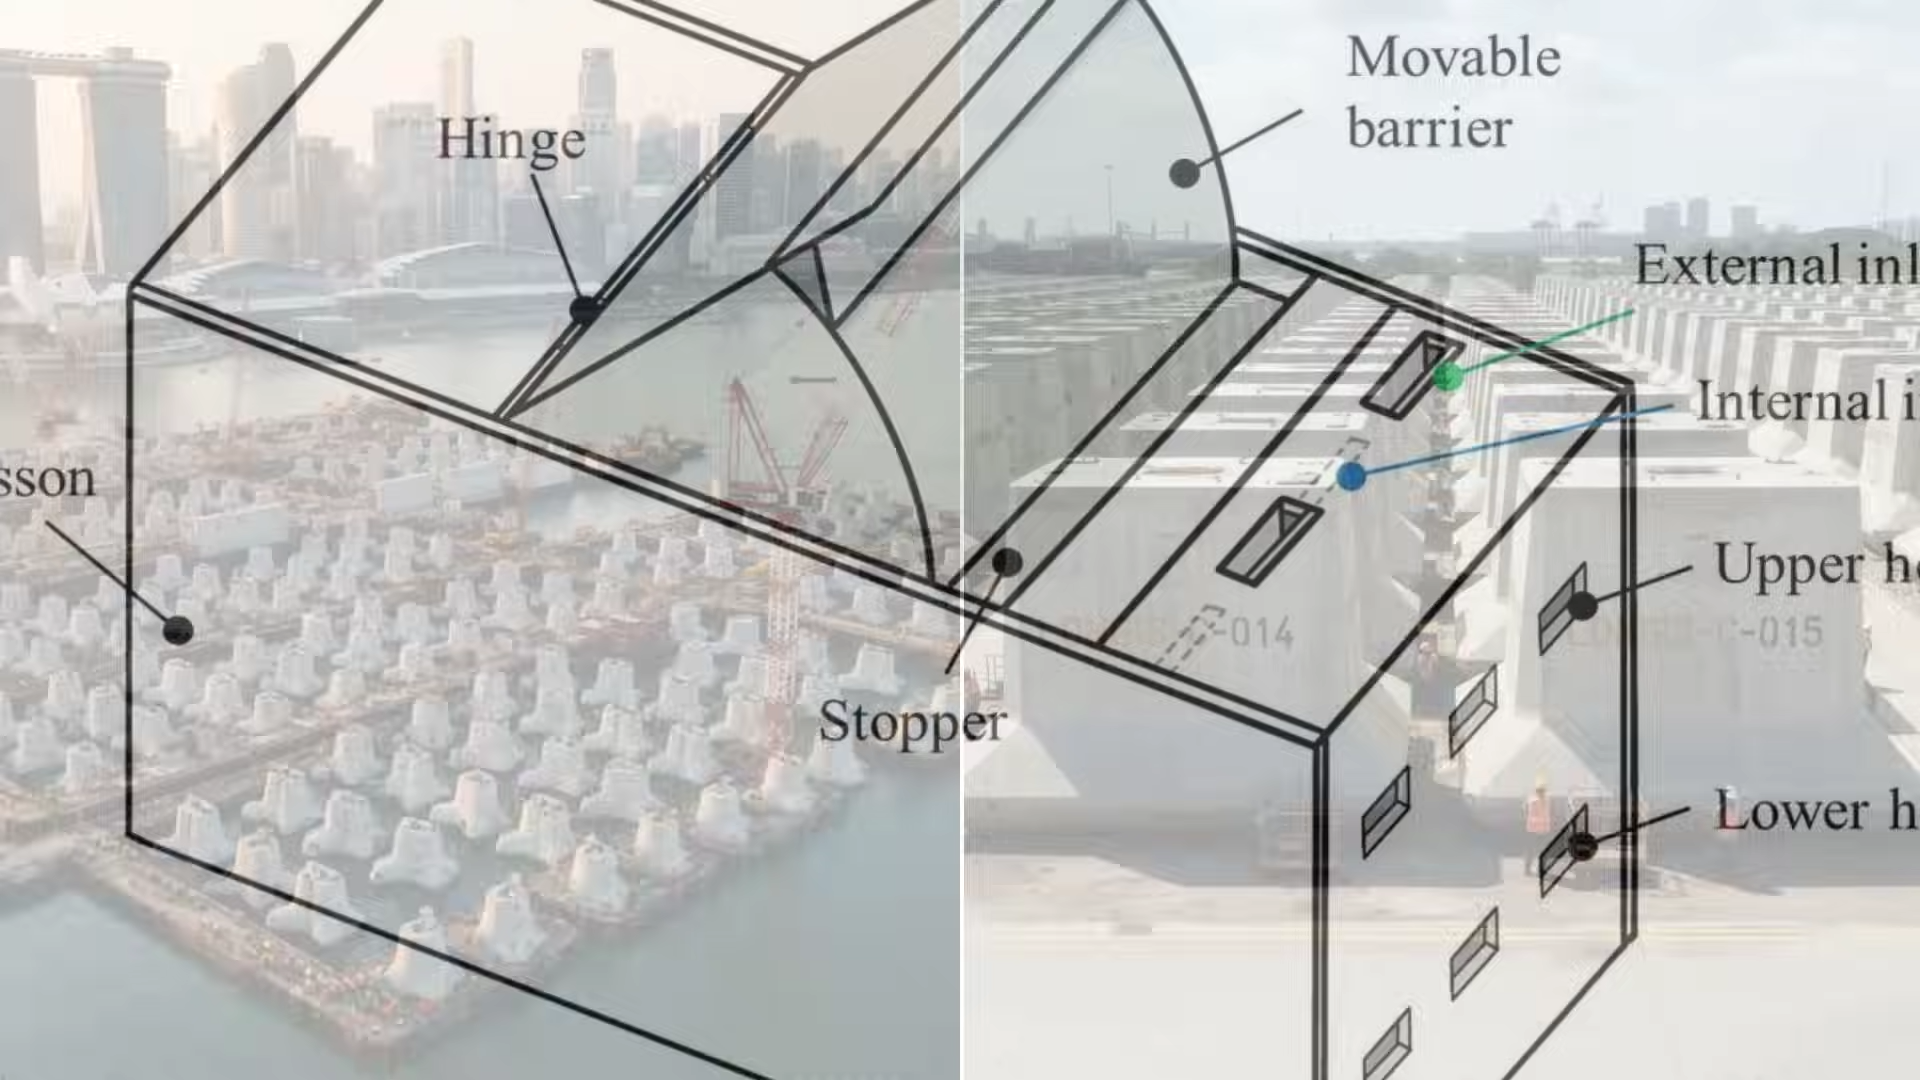 Movable
barrier
Hinge
External inl
Internal i
sson
Upper h
-014
C-015
Stopper
Lower h